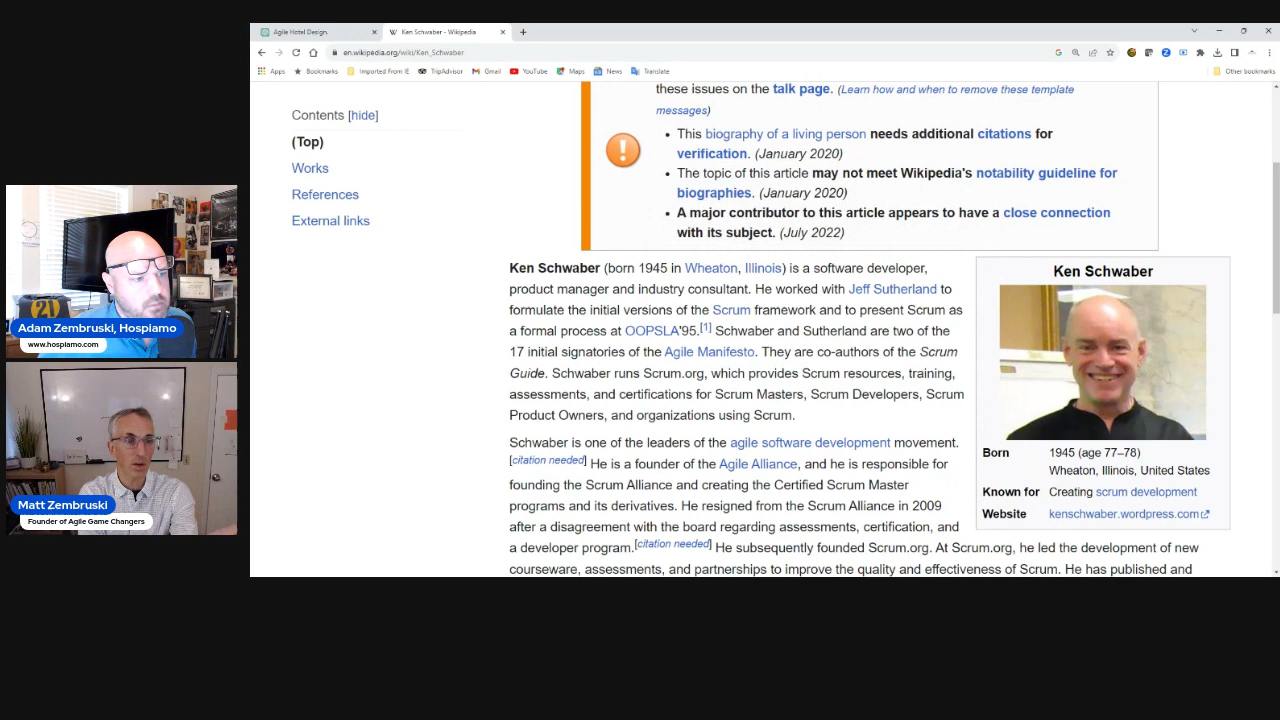 Agile Hotel Design.
Ken Schwaber - Wikipedia
en.wikipedia.org/wiki/Ken_Schwaber
Apps
Bookmarks
Imported From IE
TripAdvisor
Gmail
YouTube
Maps
News
Translate
Other bookmarks
Contents [hide]
(Top)
Works
References
External links
these issues on the talk page. (Learn how and when to remove these template
messages)
• This biography of a living person needs additional citations for
verification. (January 2020)
• The topic of this article may not meet Wikipedia's notability guideline for
biographies. (January 2020)
• A major contributor to this article appears to have a close connection
with its subject. (July 2022)
Ken Schwaber (born 1945 in Wheaton, Illinois) is a software developer,
product manager and industry consultant. He worked with Jeff Sutherland to
formulate the initial versions of the Scrum framework and to present Scrum as
a formal process at OOPSLA'95.[1] Schwaber and Sutherland are two of the
17 initial signatories of the Agile Manifesto. They are co-authors of the Scrum
Guide. Schwaber runs Scrum.org, which provides Scrum resources, training,
assessments, and certifications for Scrum Masters, Scrum Developers, Scrum
Product Owners, and organizations using Scrum.
Schwaber is one of the leaders of the agile software development movement.
[citation needed] He is a founder of the Agile Alliance, and he is responsible for
founding the Scrum Alliance and creating the Certified Scrum Master
programs and its derivatives. He resigned from the Scrum Alliance in 2009
after a disagreement with the board regarding assessments, certification, and
a developer program.[citation needed] He subsequently founded Scrum.org. At Scrum.org, he led the development of new
courseware, assessments, and partnerships to improve the quality and effectiveness of Scrum. He has published and
Ken Schwaber
Born 1945 (age 77–78)
Wheaton, Illinois, United States
Known for Creating scrum development
Website kenschwaber.wordpress.com
Adam Zembruski, Hospiamo
www.hospiamo.com
Matt Zembruski
Founder of Agile Game Changers